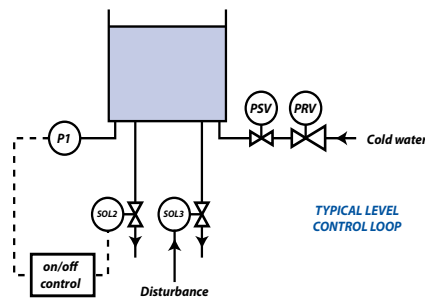 PSV
PRV
P1
Cold water
SOL2
SOL3
TYPICAL LEVEL
CONTROL LOOP
on/off
control
Disturbance